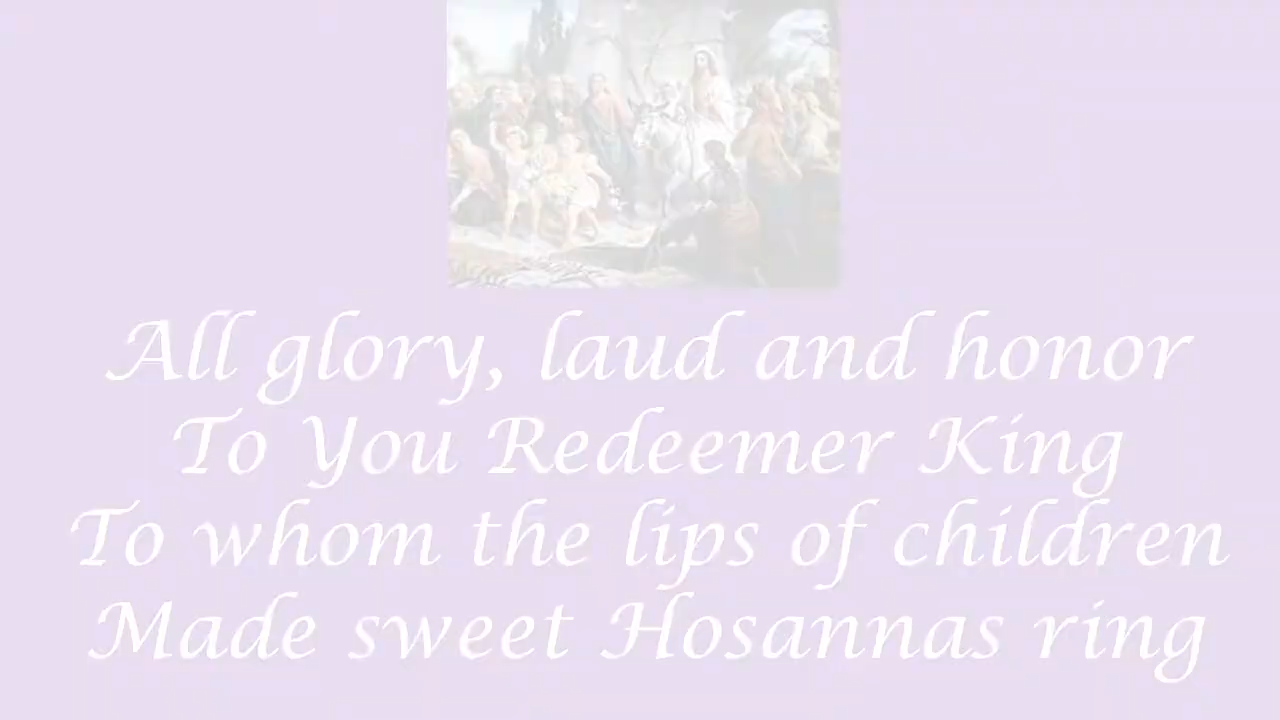 All glory, laud and honor
To You Redeemer King
To whom the lips of children
Made sweet Hosannas ring